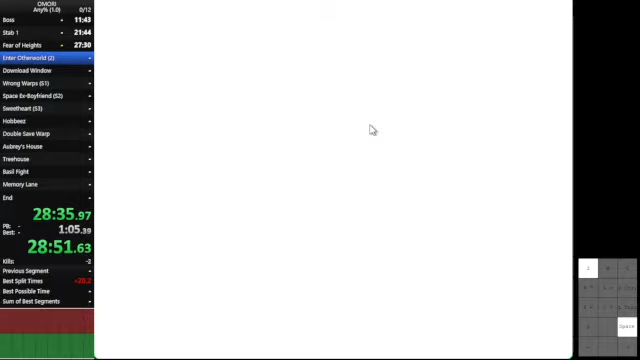 OMORI
Any% (1.0) 0/12
Boss 11:43
Stab 1 21:44
Fear of Heights 27:30
Enter Otherworld (2) -
Download Window -
Wrong Warps (S1) -
Space Ex-Boyfriend (S2) -
Sweetheart (S3) -
Hobbeez -
Double Save Warp -
Aubrey's House -
Treehouse -
Basil Fight -
Memory Lane -
End -
28:35.97
PB: - 1:05.39
Best: -
28:51.63
Kills: -2
Previous Segment -
Best Split Times +20.2
Best Possible Time -
Sum of Best Segments -
Space